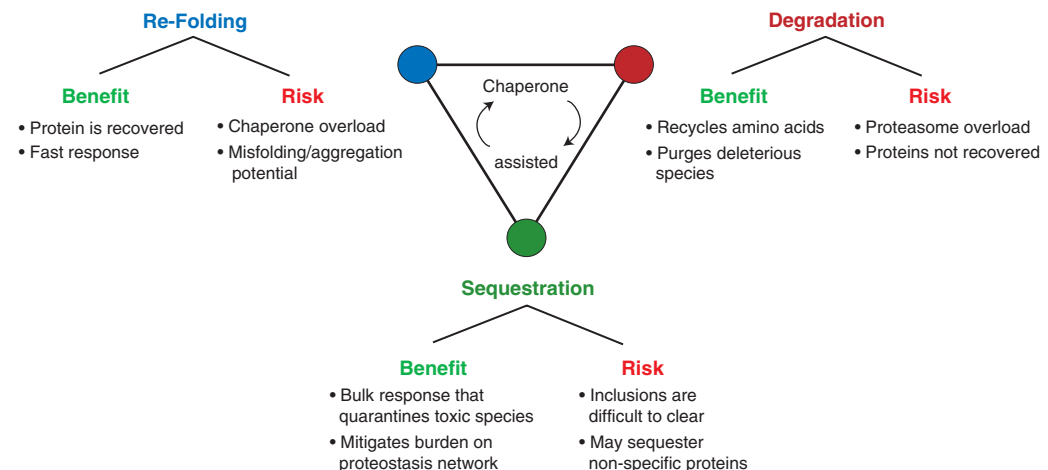 Re-Folding
Benefit
• Protein is recovered
• Fast response
Risk
• Chaperone overload
• Misfolding/aggregation
potential
Chaperone
assisted
Degradation
Benefit
• Recycles amino acids
• Purges deleterious
species
Risk
• Proteasome overload
• Proteins not recovered
Sequestration
Benefit
• Bulk response that
quarantines toxic species
• Mitigates burden on
proteostasis network
Risk
• Inclusions are
difficult to clear
• May sequester
non-specific proteins